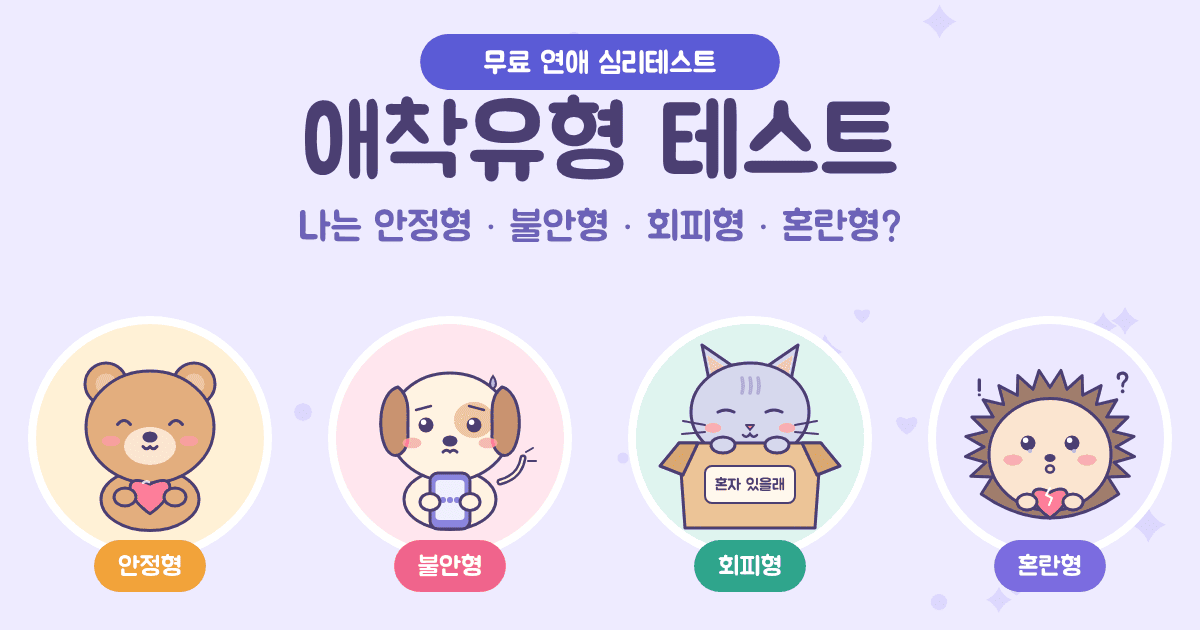 무료 연애 심리테스트
애착유형 테스트
나는 안정형 · 불안형 · 회피형 · 혼란형?
! ?
혼자 있을래
안정형 불안형 회피형 혼란형